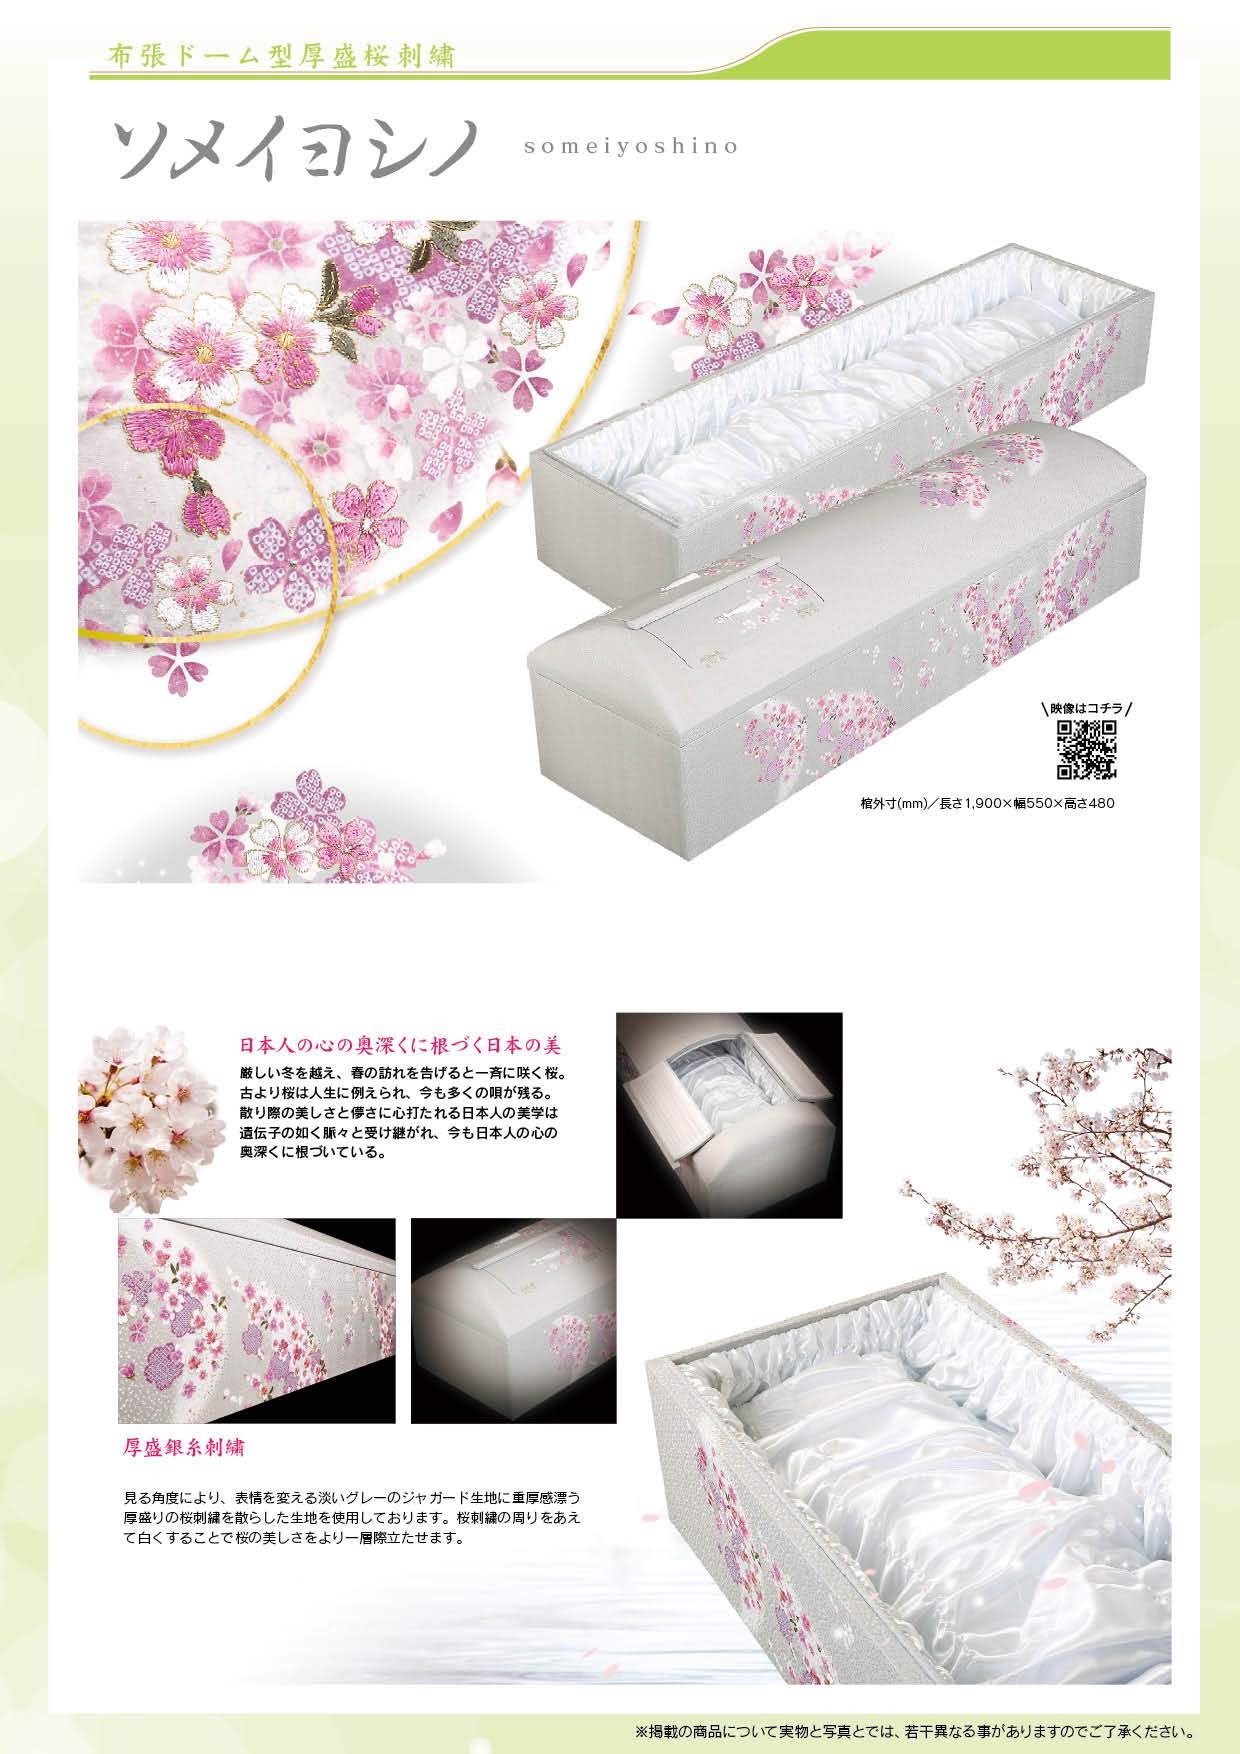 布張ドーム型厚盛桜刺繍
ソメイヨシノ
someiyoshino
映像はコチラ
棺外寸(mm)／長さ1,900×幅550×高さ480
日本人の心の奥深くに根づく日本の美
厳しい冬を越え、春の訪れを告げると一斉に咲く桜。
古より桜は人生に例えられ、今も多くの唄が残る。
散り際の美しさと儚さに心打たれる日本人の美学は
遺伝子の如く脈々と受け継がれ、今も日本人の心の
奥深くに根づいている。
厚盛銀糸刺繍
見る角度により、表情を変える淡いグレーのジャガード生地に重厚感漂う
厚盛りの桜刺繍を散らした生地を使用しております。桜刺繍の周りをあえ
て白くすることで桜の美しさをより一層際立たせます。
※掲載の商品について実物と写真とでは、若干異なる事がありますのでご了承ください。